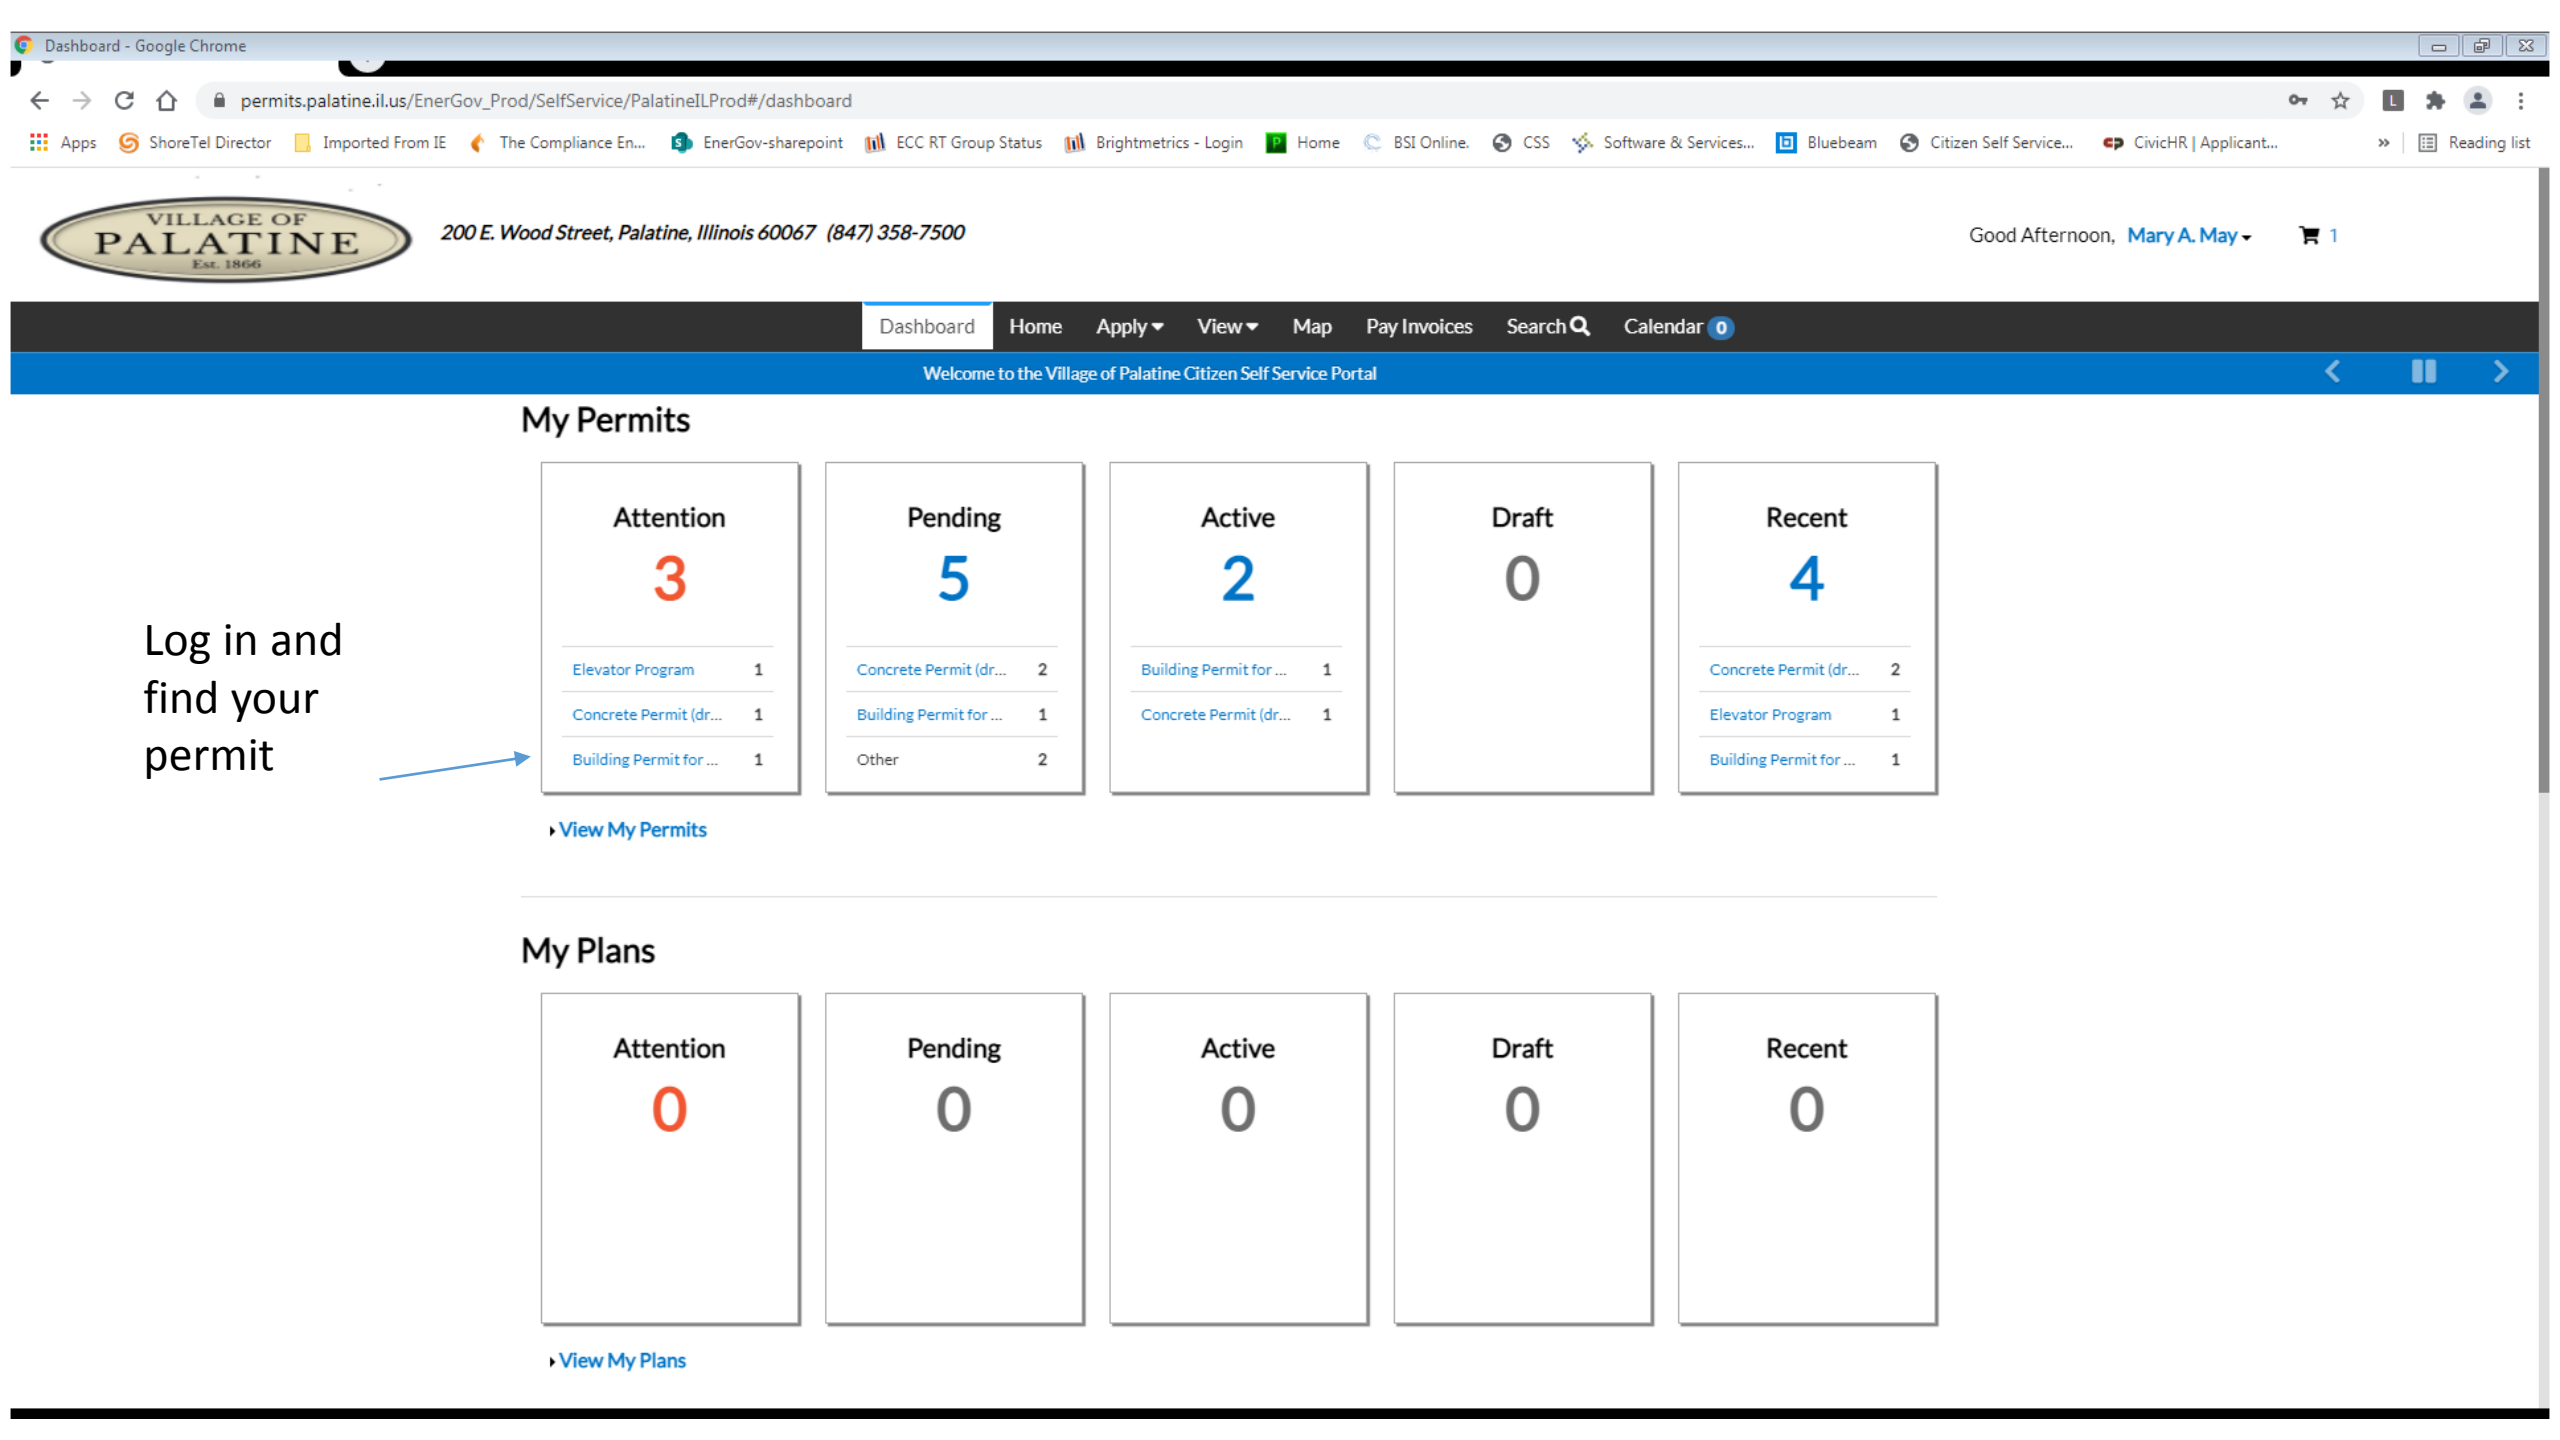 Dashboard - Google Chrome
permits.palatine.il.us/EnerGov_Prod/SelfService/PalatineILProd#/dashboard
L
Apps ShoreTel Director Imported From IE The Compliance En... EnerGov-sharepoint ECC RT Group Status Brightmetrics - Login P Home BSI Online. CSS Software & Services... Bluebeam Citizen Self Service... CivicHR | Applicant... » Reading list
VILLAGE OF
PALATINE
Est. 1866
200 E. Wood Street, Palatine, Illinois 60067 (847) 358-7500
Good Afternoon, Mary A. May 1
Dashboard Home Apply View Map Pay Invoices Search Calendar 0
Welcome to the Village of Palatine Citizen Self Service Portal
My Permits
Attention Pending Active Draft Recent
3 5 2 0 4
Elevator Program 1 Concrete Permit (dr... 2 Building Permit for ... 1 Concrete Permit (dr... 2
Concrete Permit (dr... 1 Building Permit for ... 1 Concrete Permit (dr... 1 Elevator Program 1
Building Permit for ... 1 Other 2 Building Permit for ... 1
Log in and
find your
permit
View My Permits
My Plans
Attention Pending Active Draft Recent
0 0 0 0 0
View My Plans